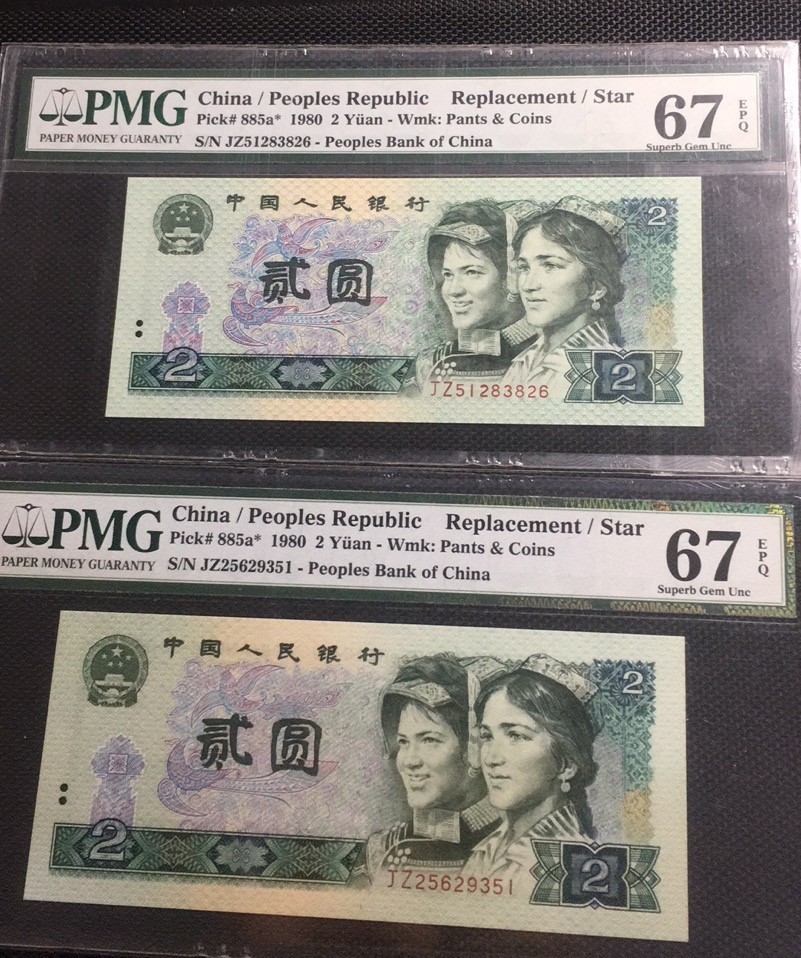 PMG
PAPER MONEY GUARANTY
China / Peoples Republic Replacement / Star
Pick# 885a* 1980 2 Yüan - Wmk: Pants & Coins
S/N JZ51283826 - Peoples Bank of China
67
EPQ
Superb Gem Unc
中国人民银行
2
贰圆
2
2
JZ51283826
PMG
PAPER MONEY GUARANTY
China / Peoples Republic Replacement / Star
Pick# 885a* 1980 2 Yüan - Wmk: Pants & Coins
S/N JZ25629351 - Peoples Bank of China
67
EPQ
Superb Gem Unc
中国人民银行
2
贰圆
2
2
JZ25629351